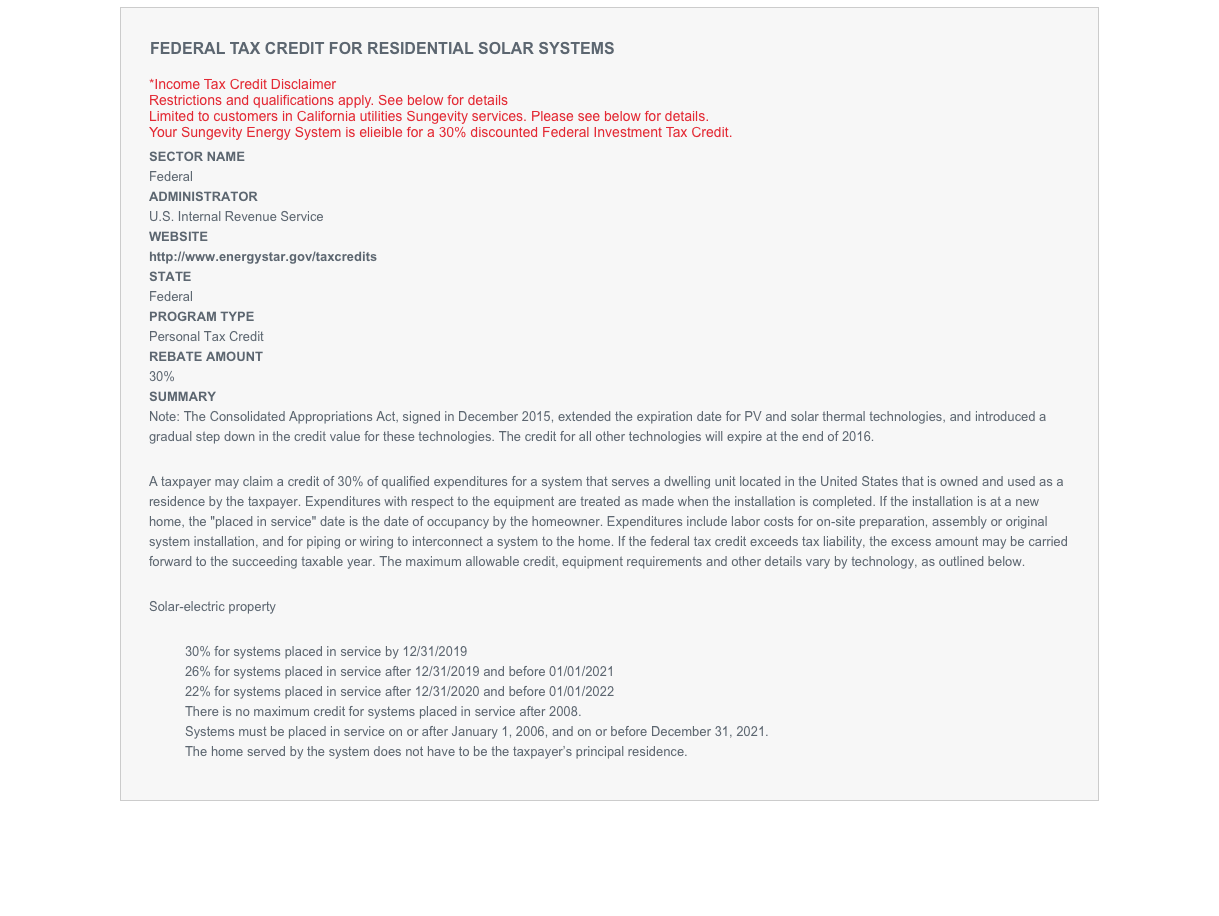 FEDERAL TAX CREDIT FOR RESIDENTIAL SOLAR SYSTEMS
*Income Tax Credit Disclaimer
Restrictions and qualifications apply. See below for details
Limited to customers in California utilities Sungevity services. Please see below for details.
Your Sungevity Energy System is elieible for a 30% discounted Federal Investment Tax Credit.
SECTOR NAME
Federal
ADMINISTRATOR
U.S. Internal Revenue Service
WEBSITE
http://www.energystar.gov/taxcredits
STATE
Federal
PROGRAM TYPE
Personal Tax Credit
REBATE AMOUNT
30%
SUMMARY
Note: The Consolidated Appropriations Act, signed in December 2015, extended the expiration date for PV and solar thermal technologies, and introduced a
gradual step down in the credit value for these technologies. The credit for all other technologies will expire at the end of 2016.
A taxpayer may claim a credit of 30% of qualified expenditures for a system that serves a dwelling unit located in the United States that is owned and used as a
residence by the taxpayer. Expenditures with respect to the equipment are treated as made when the installation is completed. If the installation is at a new
home, the "placed in service" date is the date of occupancy by the homeowner. Expenditures include labor costs for on-site preparation, assembly or original
system installation, and for piping or wiring to interconnect a system to the home. If the federal tax credit exceeds tax liability, the excess amount may be carried
forward to the succeeding taxable year. The maximum allowable credit, equipment requirements and other details vary by technology, as outlined below.
Solar-electric property
30% for systems placed in service by 12/31/2019
26% for systems placed in service after 12/31/2019 and before 01/01/2021
22% for systems placed in service after 12/31/2020 and before 01/01/2022
There is no maximum credit for systems placed in service after 2008.
Systems must be placed in service on or after January 1, 2006, and on or before December 31, 2021.
The home served by the system does not have to be the taxpayer’s principal residence.